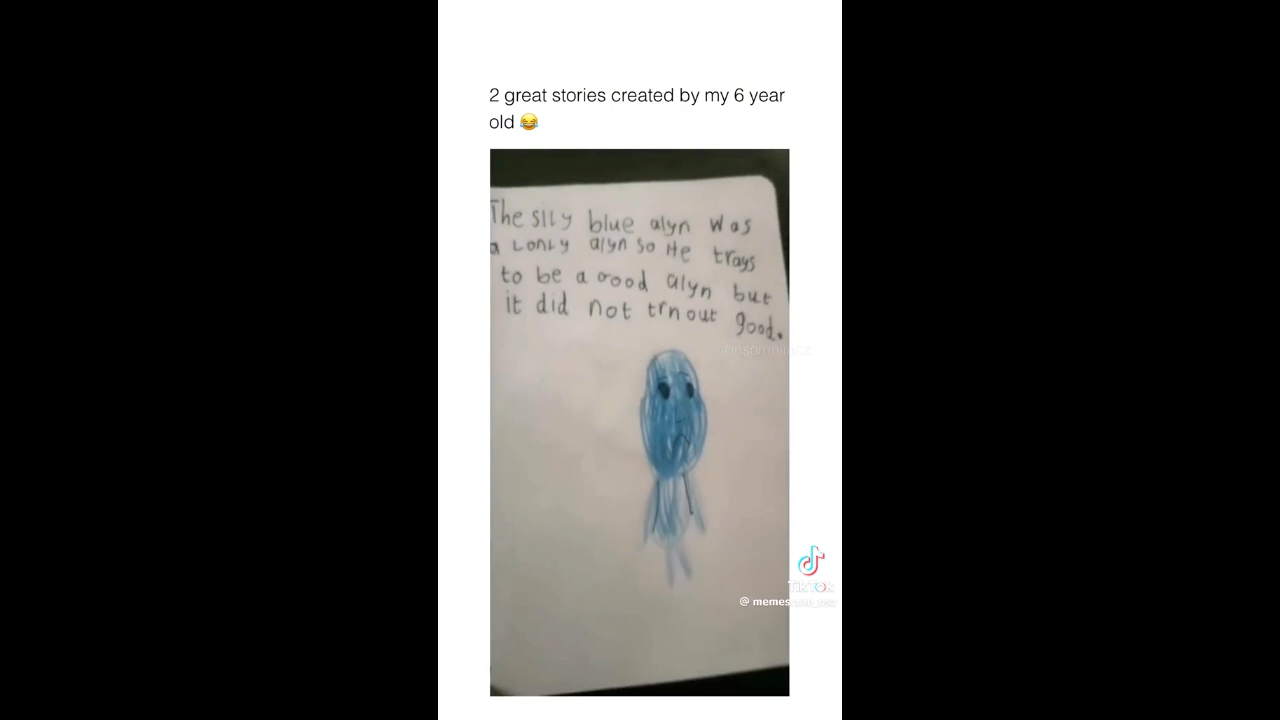 2 great stories created by my 6 year
old 😂
The sily blue alyn was
a LonLy alyn so He trays
to be a good alyn but
it did not trn out good.
TikTok